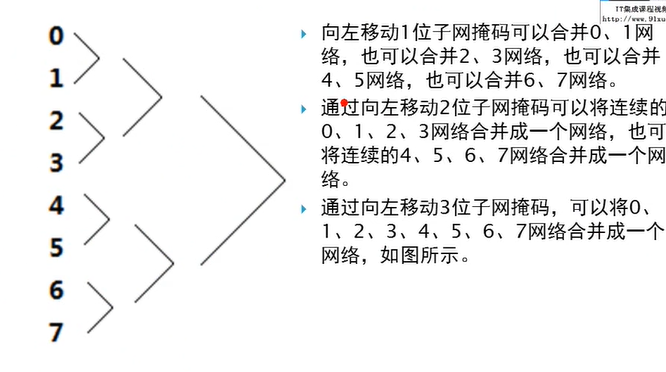 IT集成课程视频
0
1
2
3
4
5
6
7
向左移动1位子网掩码可以合并0、1网
络，也可以合并2、3网络，也可以合并
4、5网络，也可以合并6、7网络。
通过向左移动2位子网掩码可以将连续的
0、1、2、3网络合并成一个网络，也可
将连续的4、5、6、7网络合并成一个网
络。
通过向左移动3位子网掩码，可以将0、
1、2、3、4、5、6、7网络合并成一个
网络，如图所示。